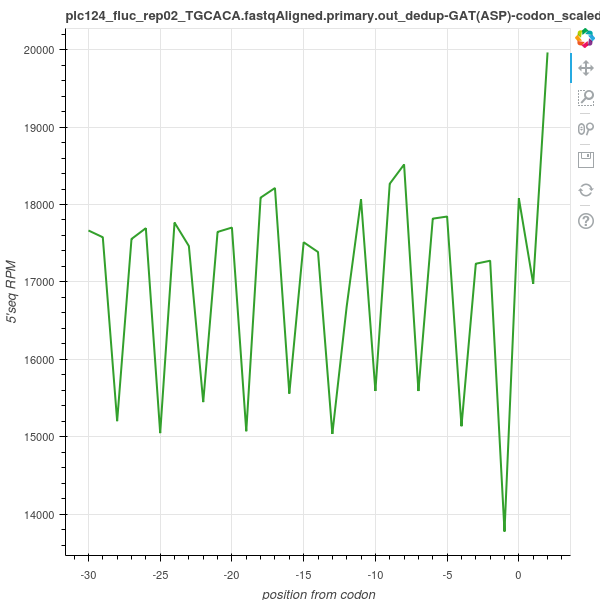 plc124_fluc_rep02_TGCACA.fastqAligned.primary.out_dedup-GAT(ASP)-codon_scaled
20000
19000
18000
17000
16000
15000
14000
5'seq RPM
-30 -25 -20 -15 -10 -5 0
position from codon